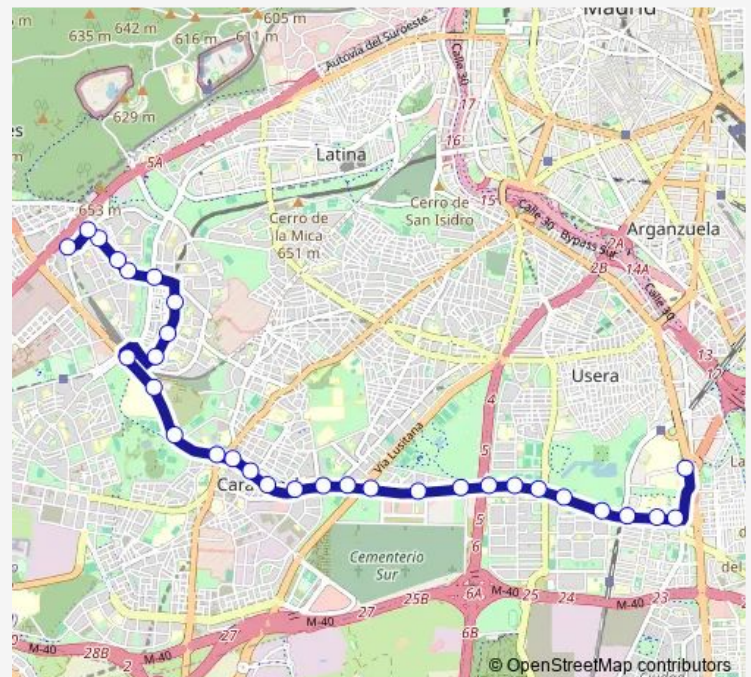 Madrid
605 m
642 m
635 m
616 m
611 m
Autovía del Suroeste
Calle 30
629 m
17
16
5A
Latina
653 m
Cerro de
la Mica
651 m
Cerro de
San Isidro
15
Calle 30 Bypass Sur
Arganzuela
2A
2B
14A
Calle 30
13
12
Usera
4
Vía Lusitana
5
Cara
5
6
Cementerio
Sur
6A
M-40
25
24
M-40
23
25B
27
M-40
6B
27
M-40
28B
2
© OpenStreetMap contributors